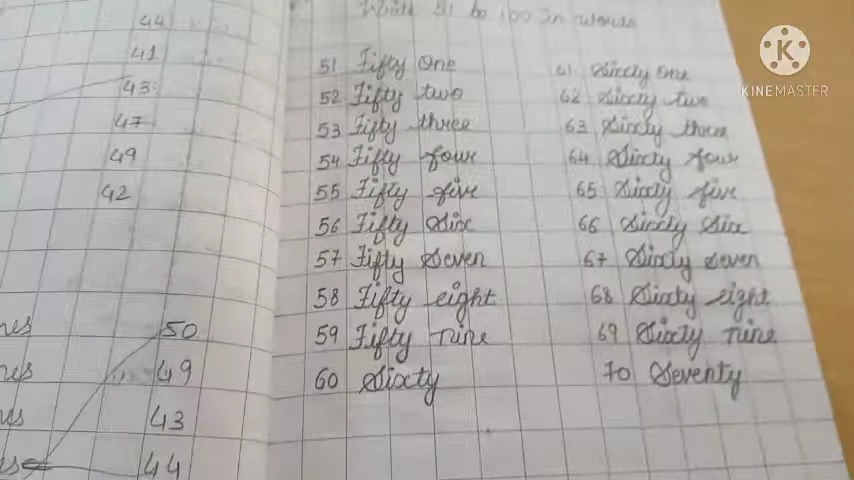 44
41
43
47
49
42
res 50
res 49
res 43
44
Write 51 to 100 In words
51 Fifty One
52 Fifty two
53 Fifty three
54 Fifty four
55 Fifty five
56 Fifty Six
57 Fifty Seven
58 Fifty eight
59 Fifty nine
60 Sixty
61 Sixty One
62 Sixty two
63 Sixty three
64 Sixty four
65 Sixty five
66 Sixty Six
67 Sixty Seven
68 Sixty eight
69 Sixty nine
70 Seventy
KINEMASTER